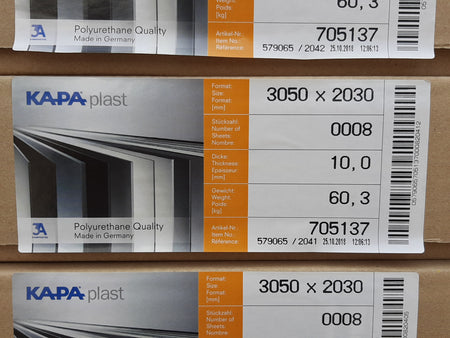 Weight:
Poids:
[kg]
60, 3
3A
Polyurethane Quality
Made in Germany
Artikel-Nr.
Item No.:
Référence:
705137
579065 / 2042 25.10.2018 12:06:13
KAPA plast
Format:
Size:
Format:
[mm]
3050 x 2030
Stückzahl:
Number of
Sheets:
Nombre:
0008
Dicke:
Thickness:
Epaisseur:
[mm]
10, 0
Gewicht:
Weight:
Poids:
[kg]
60, 3
3A
Polyurethane Quality
Made in Germany
Artikel-Nr.
Item No.:
Référence:
705137
579065 / 2041 25.10.2018 12:06:13
KAPA plast
Format:
Size:
Format:
[mm]
3050 x 2030
Stückzahl:
Number of
Sheets:
Nombre:
0008